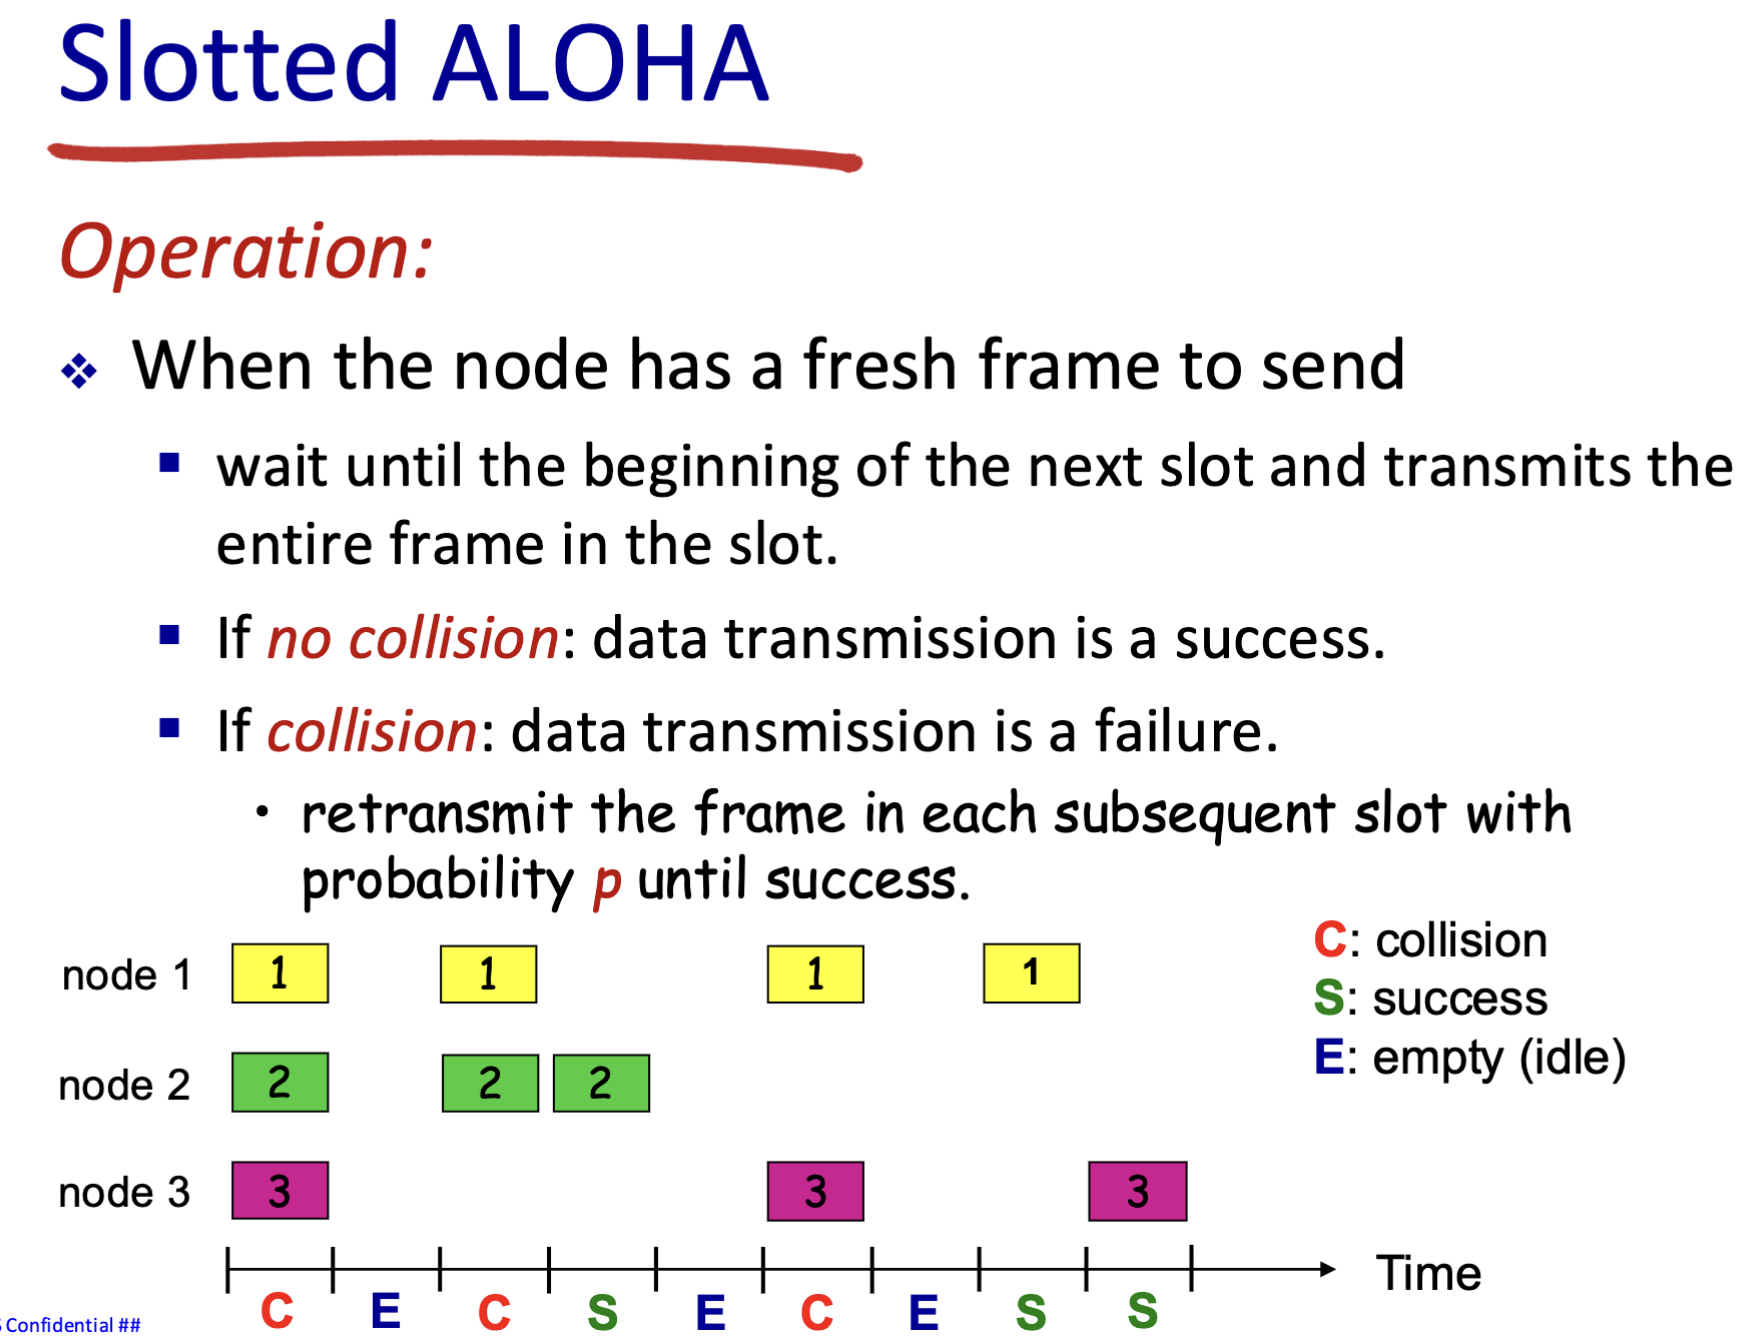 Slotted ALOHA
Operation:
❖ When the node has a fresh frame to send
▪ wait until the beginning of the next slot and transmits the
entire frame in the slot.
▪ If no collision: data transmission is a success.
▪ If collision: data transmission is a failure.
• retransmit the frame in each subsequent slot with
probability p until success.
C: collision
S: success
E: empty (idle)
node 1 1 1 1 1
node 2 2 2 2
node 3 3 3 3
Time
C E C S E C E S S
Confidential ##